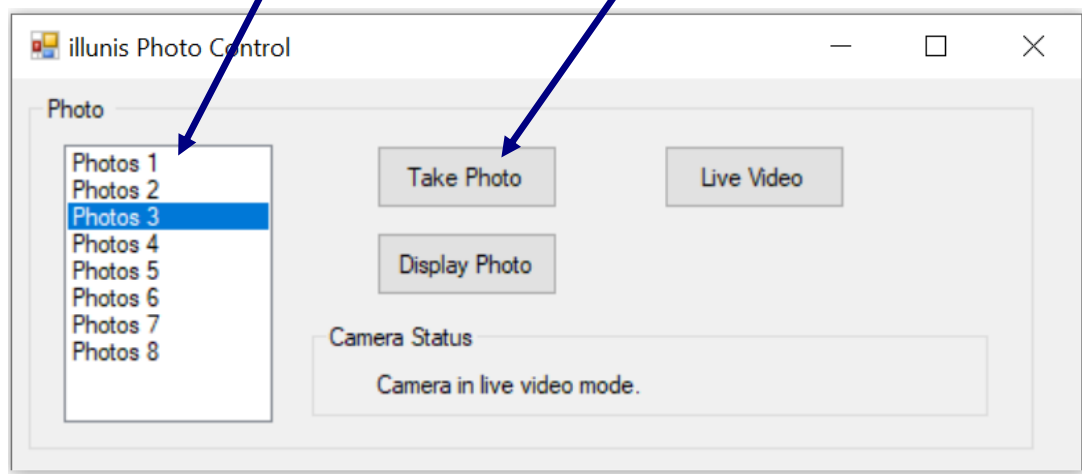 illunis Photo Control
Photo
Photos 1
Photos 2
Photos 3
Photos 4
Photos 5
Photos 6
Photos 7
Photos 8
Take Photo
Live Video
Display Photo
Camera Status
Camera in live video mode.